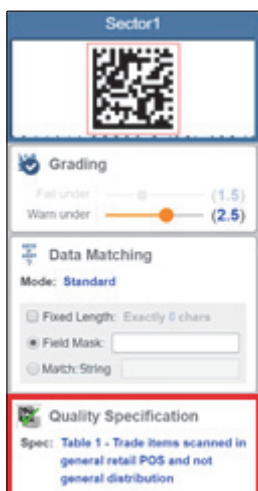 Sector1
Grading
Fail under (1.5)
Warn under (2.5)
Data Matching
Mode: Standard
Fixed Length: Exactly 0 chars
Field Mask:
Match String
Quality Specification
Spec: Table 1 - Trade items scanned in
general retail POS and not
general distribution